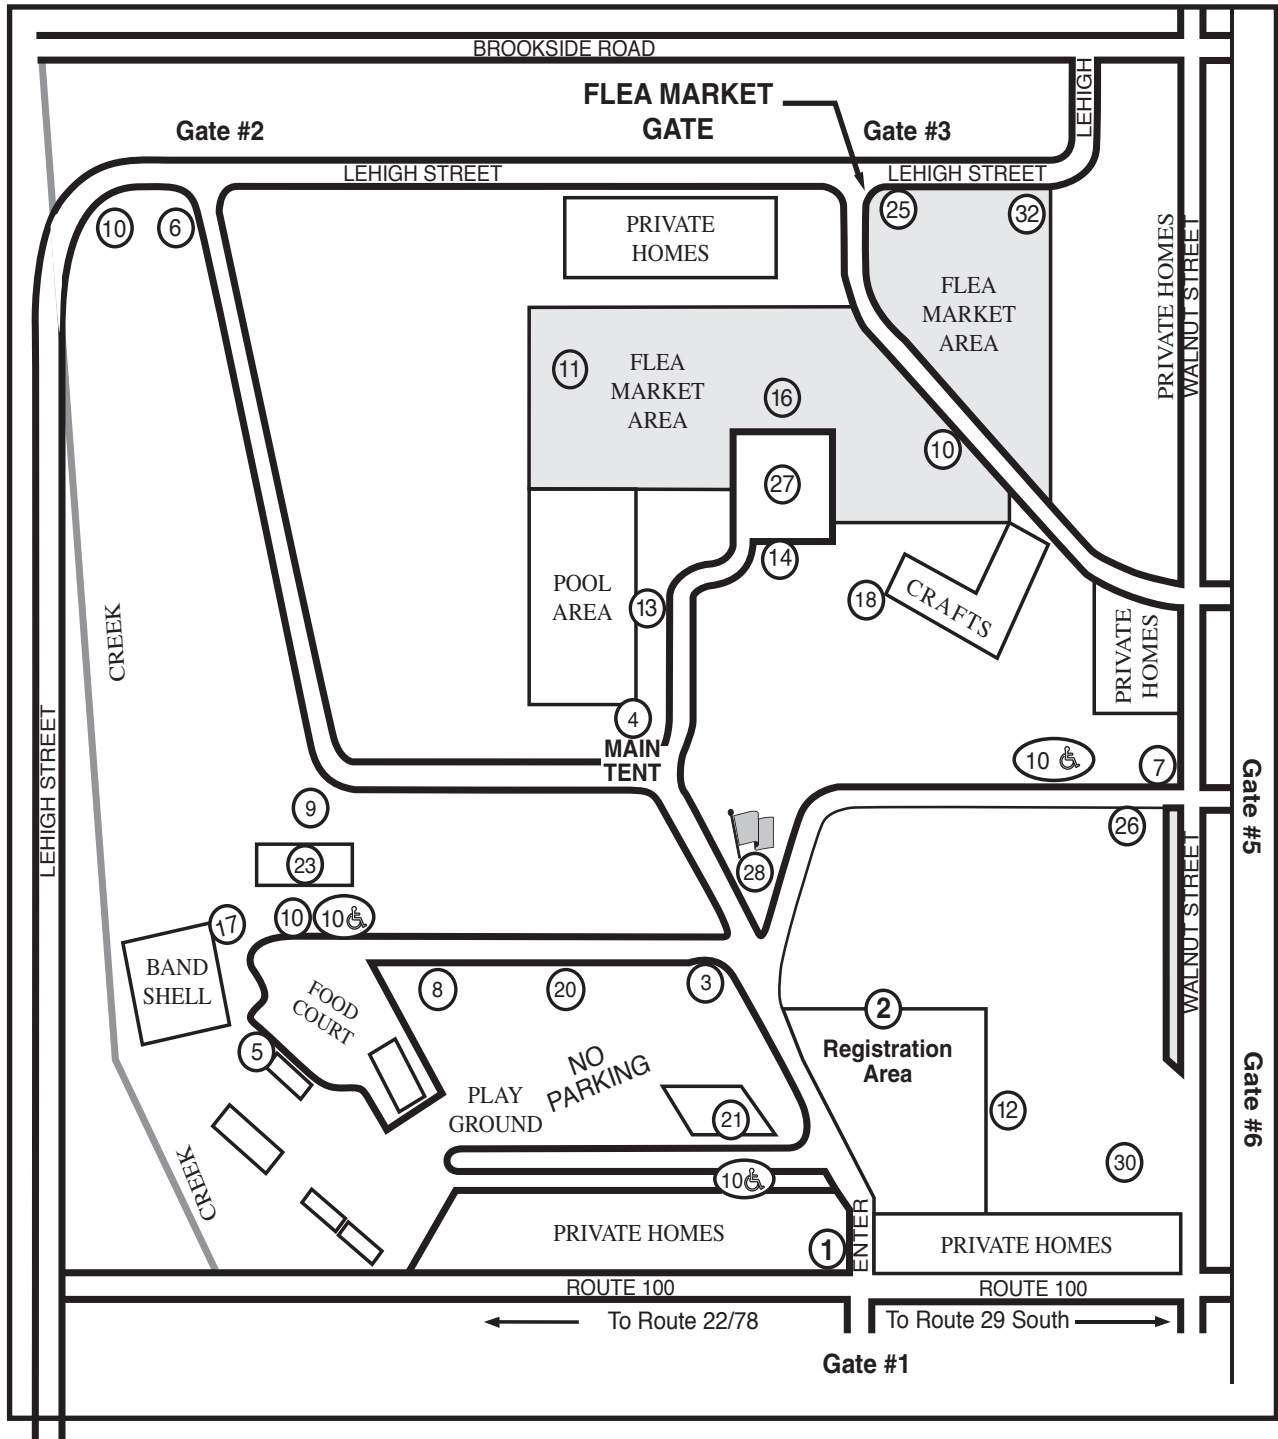 BROOKSIDE ROAD
LEHIGH
FLEA MARKET
GATE
Gate #2
Gate #3
LEHIGH STREET
LEHIGH STREET
10
6
25
32
PRIVATE
HOMES
PRIVATE HOMES
WALNUT STREET
FLEA
MARKET
AREA
11
FLEA
MARKET
AREA
16
10
27
14
POOL
AREA
13
18
CRAFTS
PRIVATE
HOMES
CREEK
LEHIGH STREET
4
MAIN
TENT
10
7
Gate #5
9
26
23
28
WALNUT STREET
10
10
17
BAND
SHELL
FOOD
COURT
8
20
3
2
Registration
Area
5
NO
PARKING
PLAY
GROUND
21
12
Gate #6
30
CREEK
10
PRIVATE HOMES
1
ENTER
PRIVATE HOMES
ROUTE 100
ROUTE 100
To Route 22/78
To Route 29 South
Gate #1